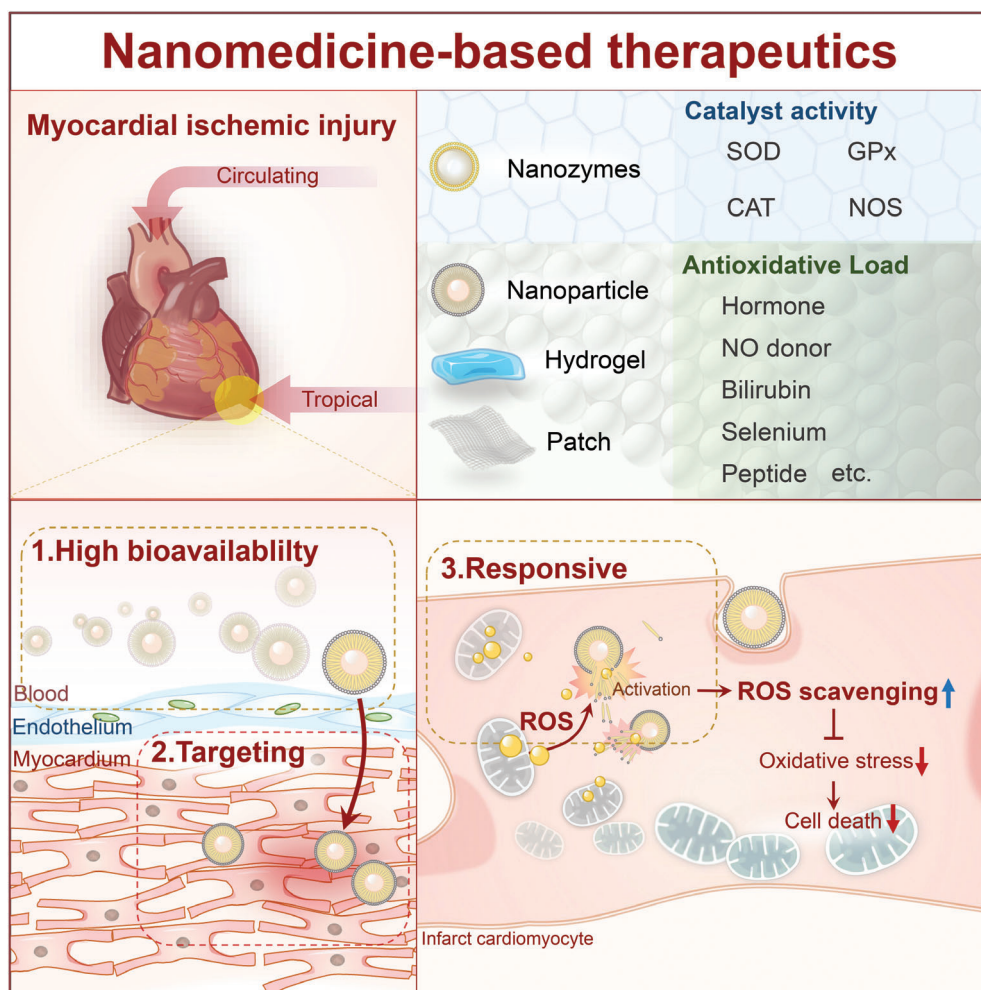 Nanomedicine-based therapeutics
Myocardial ischemic injury
Circulating
Tropical
Nanozymes
Catalyst activity
SOD GPx
CAT NOS
Nanoparticle
Hydrogel
Patch
Antioxidative Load
Hormone
NO donor
Bilirubin
Selenium
Peptide etc.
1.High bioavailablilty
Blood
Endothelium
Myocardium
2.Targeting
3.Responsive
Activation
ROS
ROS scavenging
Oxidative stress
Cell death
Infarct cardiomyocyte